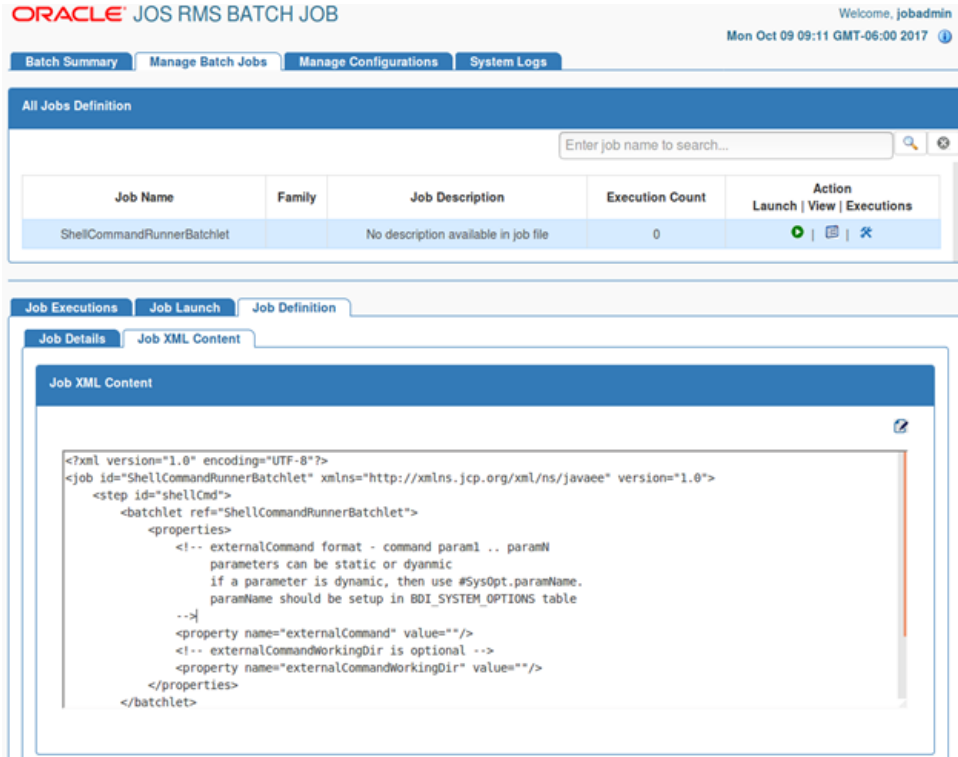 ORACLE JOS RMS BATCH JOB
Welcome, jobadmin
Mon Oct 09 09:11 GMT-06:00 2017
Batch Summary Manage Batch Jobs Manage Configurations System Logs
All Jobs Definition
Enter job name to search...
Job Name Family Job Description Execution Count Action
Launch | View | Executions
ShellCommandRunnerBatchlet No description available in job file 0 | |
Job Executions Job Launch Job Definition
Job Details Job XML Content
Job XML Content
<?xml version="1.0" encoding="UTF-8"?>
<job id="ShellCommandRunnerBatchlet" xmlns="http://xmlns.jcp.org/xml/ns/javaee" version="1.0">
<step id="shellCmd">
<batchlet ref="ShellCommandRunnerBatchlet">
<properties>
<!-- externalCommand format - command param1 .. paramN
parameters can be static or dyanmic
if a parameter is dynamic, then use #SysOpt.paramName.
paramName should be setup in BDI_SYSTEM_OPTIONS table
-->
<property name="externalCommand" value=""/>
<!-- externalCommandWorkingDir is optional -->
<property name="externalCommandWorkingDir" value=""/>
</properties>
</batchlet>